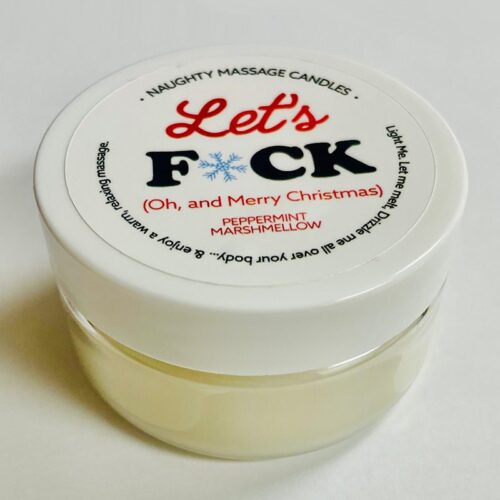 • NAUGHTY MASSAGE CANDLES •
Let's
F*CK
(Oh, and Merry Christmas)
PEPPERMINT
MARSHMELLOW
Light Me. Let me melt, Drizzle me all over your body... & enjoy a warm, relaxing massage